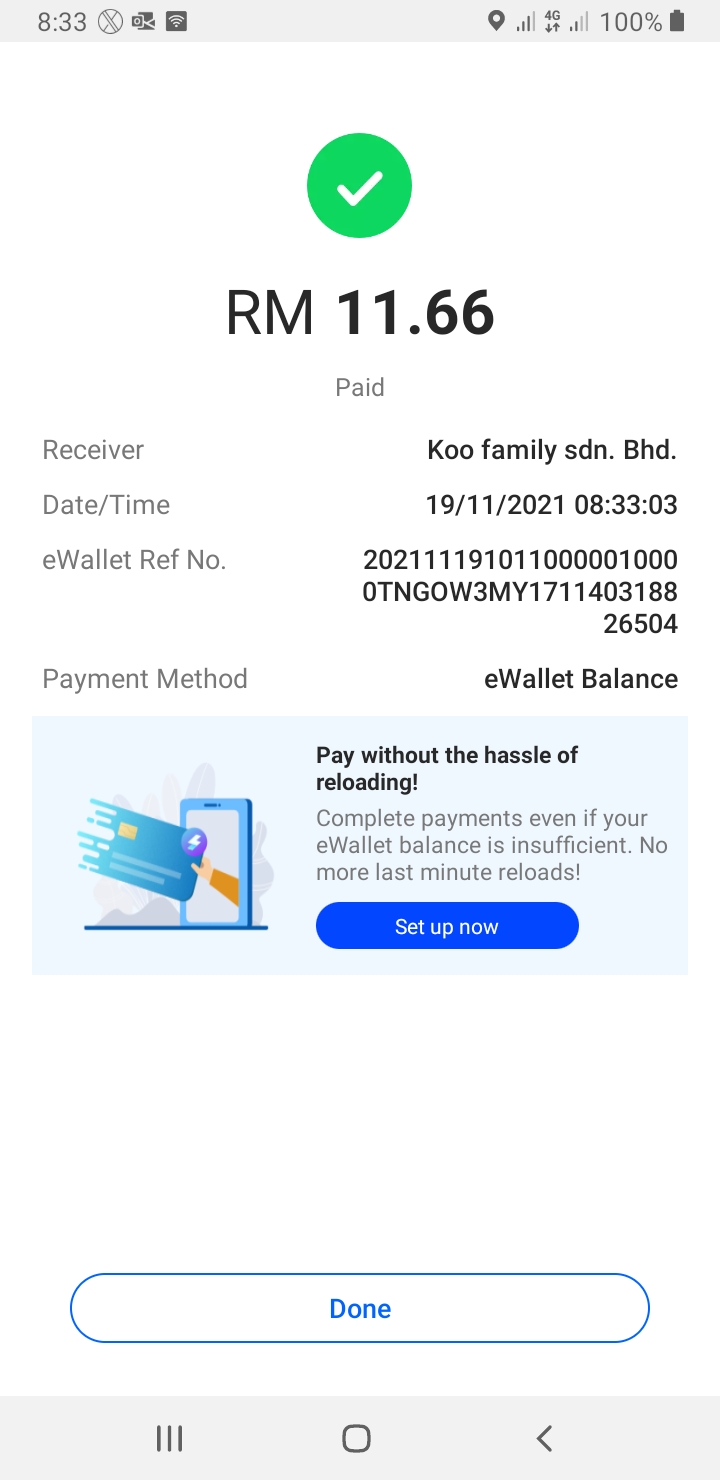 8:33 4G 100%
RM 11.66
Paid
Receiver Koo family sdn. Bhd.
Date/Time 19/11/2021 08:33:03
eWallet Ref No. 202111191011000001000
0TNGOW3MY1711403188
26504
Payment Method eWallet Balance
Pay without the hassle of
reloading!
Complete payments even if your
eWallet balance is insufficient. No
more last minute reloads!
Set up now
Done